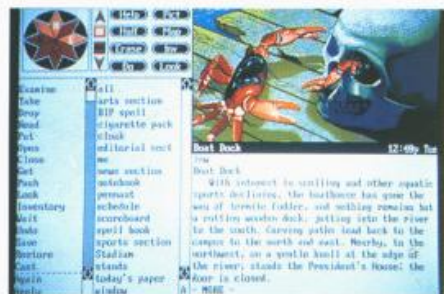 Help Pct
Half Map
Erase Inv
Do Look
Examine
Take
Drop
Read
Put
Open
Close
Get
Push
Look
Inventory
Wait
Undo
Save
Restore
Cast
Again
all
arts section
BIP spell
cigarette pack
cloak
editorial sect
me
news section
notebook
pennant
schedule
scoreboard
spell book
sports section
Stadium
stands
today's paper
window
Boat Dock 12:49p Tue
>nw
Boat Dock
With interest in sculling and other aquatic
sports declining, the boathouse has gone the
way of termite fodder, and nothing remains but
a rotting wooden dock, jutting into the river
to the south. Curving paths lead back to the
campus to the north and east. Nearby, to the
northwest, on a gentle knoll at the edge of
the river, stands the President's House; the
door is closed.
- MORE -